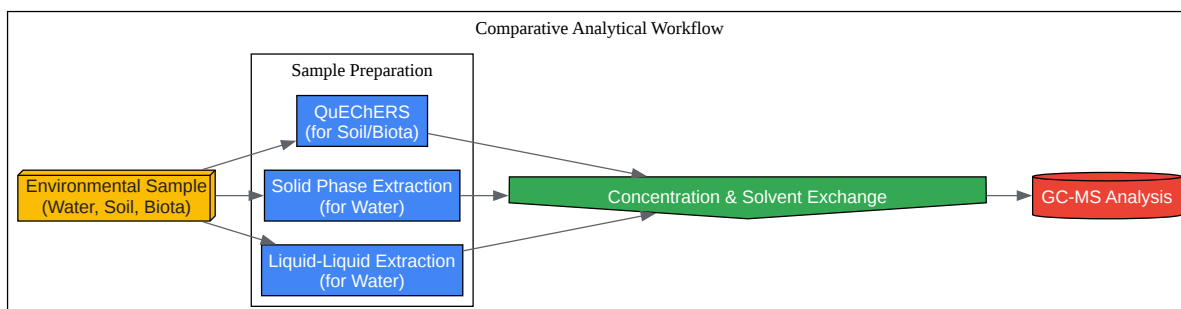 Comparative Analytical Workflow
Sample Preparation
QuEChERS
(for Soil/Biota)
Environmental Sample
(Water, Soil, Biota)
Solid Phase Extraction
(for Water)
Concentration & Solvent Exchange
GC-MS Analysis
Liquid-Liquid Extraction
(for Water)